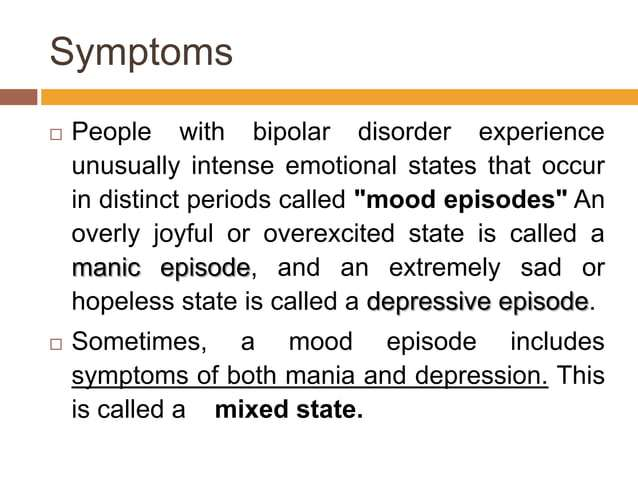 Symptoms
□ People with bipolar disorder experience
unusually intense emotional states that occur
in distinct periods called "mood episodes" An
overly joyful or overexcited state is called a
manic episode, and an extremely sad or
hopeless state is called a depressive episode.
□ Sometimes, a mood episode includes
symptoms of both mania and depression. This
is called a mixed state.